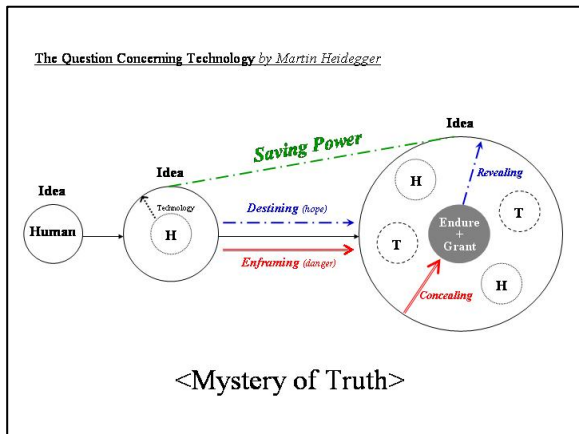 The Question Concerning Technology by Martin Heidegger
Idea
Saving Power
Idea
Idea
Human
Technology
H
Destining (hope)
Enframing (danger)
H
Revealing
T
T
Endure
+
Grant
H
Concealing
<Mystery of Truth>